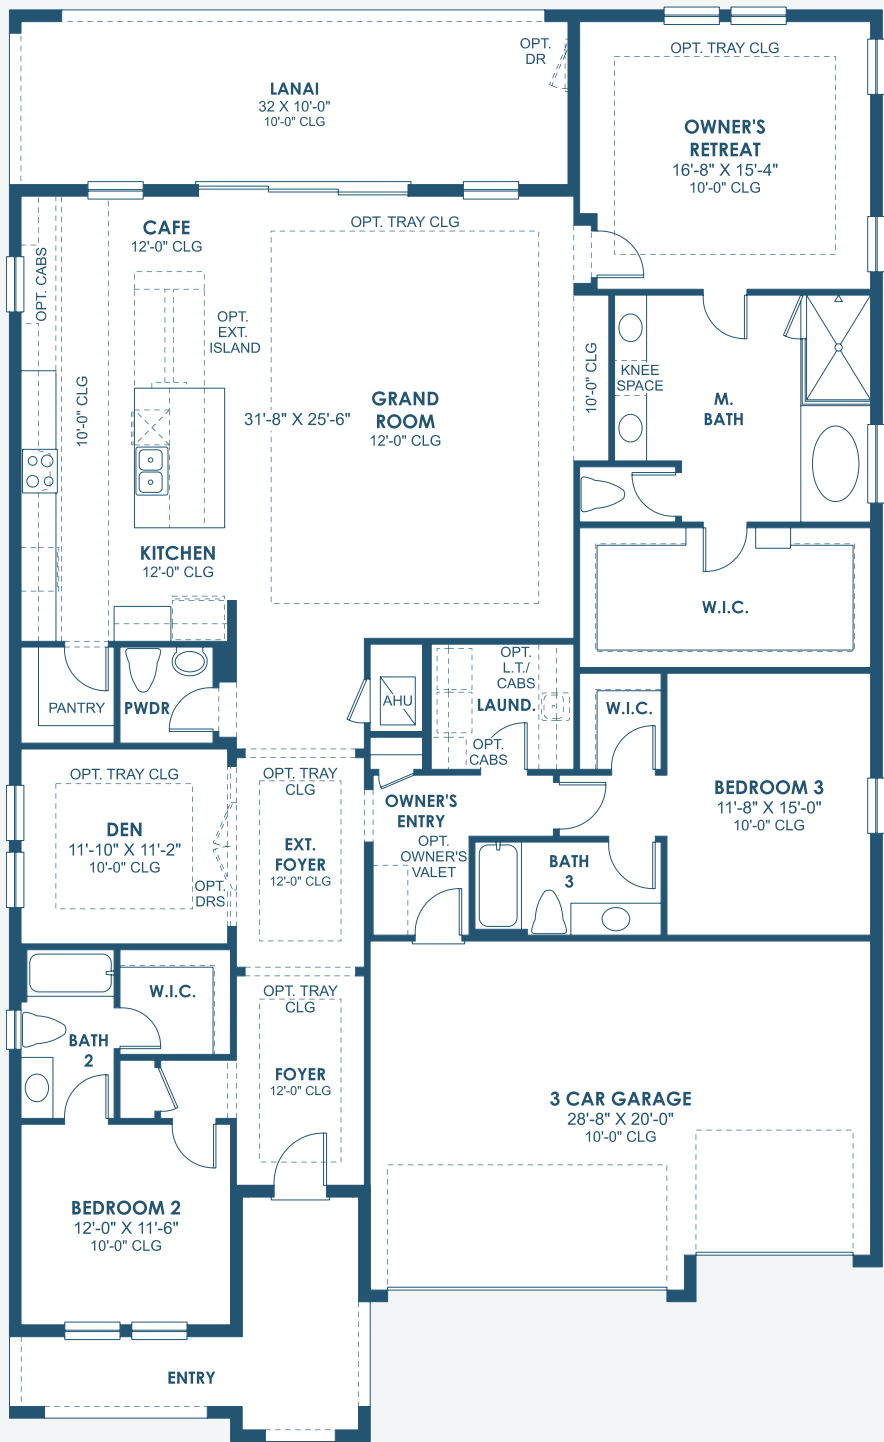 OPT.
DR
LANAI
32 X 10'-0"
10'-0" CLG
OPT. TRAY CLG
OWNER'S
RETREAT
16'-8" X 15'-4"
10'-0" CLG
CAFE
12'-0" CLG
OPT. TRAY CLG
OPT. CABS
OPT.
EXT.
ISLAND
10'-0" CLG
10'-0" CLG
KNEE
SPACE
M.
BATH
GRAND
ROOM
31'-8" X 25'-6"
12'-0" CLG
KITCHEN
12'-0" CLG
W.I.C.
PANTRY
PWDR
AHU
OPT.
L.T./
CABS
LAUND.
OPT.
CABS
W.I.C.
OPT. TRAY CLG
DEN
11'-10" X 11'-2"
10'-0" CLG
OPT.
DRS
OPT. TRAY
CLG
EXT.
FOYER
12'-0" CLG
OWNER'S
ENTRY
OPT.
OWNER'S
VALET
BATH
3
BEDROOM 3
11'-8" X 15'-0"
10'-0" CLG
W.I.C.
BATH
2
OPT. TRAY
CLG
FOYER
12'-0" CLG
3 CAR GARAGE
28'-8" X 20'-0"
10'-0" CLG
BEDROOM 2
12'-0" X 11'-6"
10'-0" CLG
ENTRY